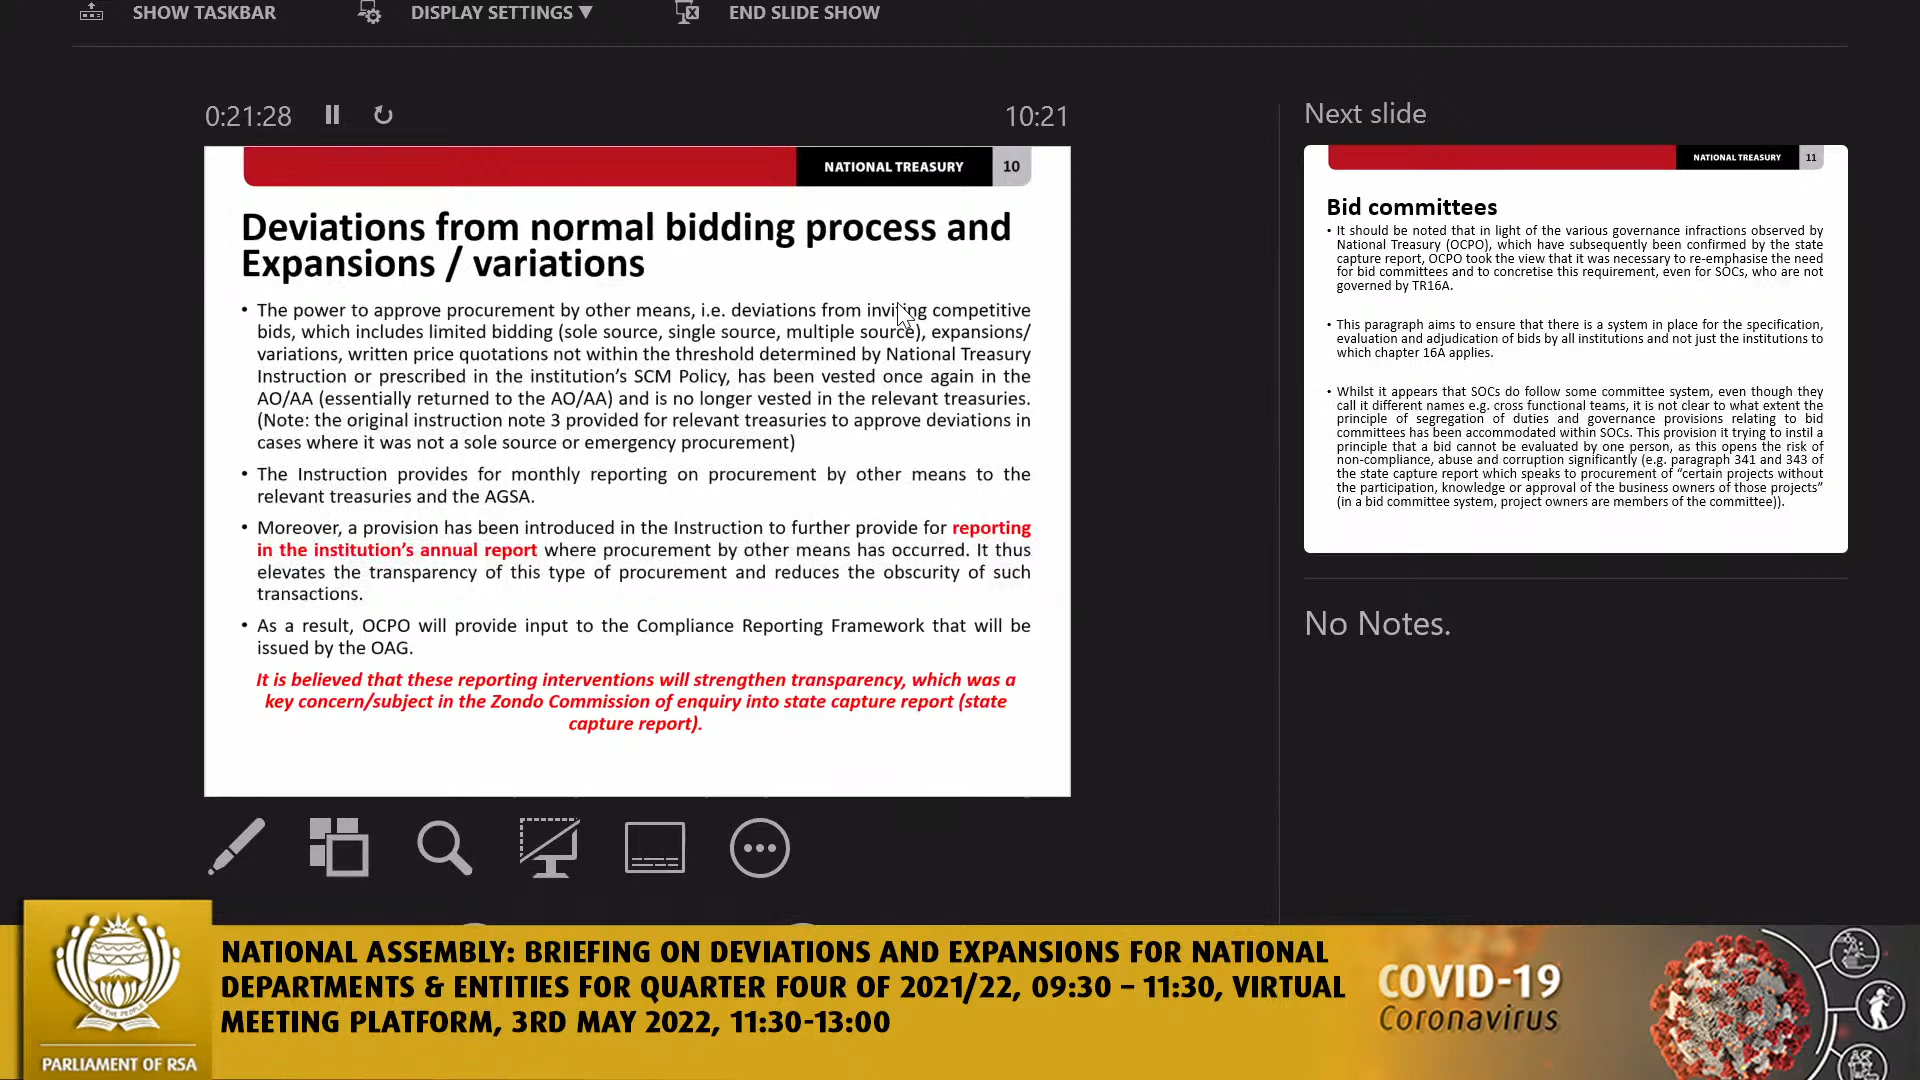 SHOW TASKBAR
DISPLAY SETTINGS ▼
END SLIDE SHOW
0:21:28
10:21
NATIONAL TREASURY 10
Deviations from normal bidding process and
Expansions / variations
• The power to approve procurement by other means, i.e. deviations from inviting competitive
bids, which includes limited bidding (sole source, single source, multiple source), expansions/
variations, written price quotations not within the threshold determined by National Treasury
Instruction or prescribed in the institution's SCM Policy, has been vested once again in the
AO/AA (essentially returned to the AO/AA) and is no longer vested in the relevant treasuries.
(Note: the original instruction note 3 provided for relevant treasuries to approve deviations in
cases where it was not a sole source or emergency procurement)
• The Instruction provides for monthly reporting on procurement by other means to the
relevant treasuries and the AGSA.
• Moreover, a provision has been introduced in the Instruction to further provide for reporting
in the institution's annual report where procurement by other means has occurred. It thus
elevates the transparency of this type of procurement and reduces the obscurity of such
transactions.
• As a result, OCPO will provide input to the Compliance Reporting Framework that will be
issued by the OAG.
It is believed that these reporting interventions will strengthen transparency, which was a
key concern/subject in the Zondo Commission of enquiry into state capture report (state
capture report).
Next slide
NATIONAL TREASURY 11
Bid committees
• It should be noted that in light of the various governance infractions observed by
National Treasury (OCPO), which have subsequently been confirmed by the state
capture report, OCPO took the view that it was necessary to re-emphasise the need
for bid committees and to concretise this requirement, even for SOCs, who are not
governed by TR16A.
• This paragraph aims to ensure that there is a system in place for the specification,
evaluation and adjudication of bids by all institutions and not just the institutions to
which chapter 16A applies.
• Whilst it appears that SOCs do follow some committee system, even though they
call it different names e.g. cross functional teams, it is not clear to what extent the
principle of segregation of duties and governance provisions relating to bid
committees has been accommodated within SOCs. This provision it trying to instil a
principle that a bid cannot be evaluated by one person, as this opens the risk of
non-compliance, abuse and corruption significantly (e.g. paragraph 341 and 343 of
the state capture report which speaks to procurement of “certain projects without
the participation, knowledge or approval of the business owners of those projects”
(in a bid committee system, project owners are members of the committee)).
No Notes.
PARLIAMENT OF RSA
NATIONAL ASSEMBLY: BRIEFING ON DEVIATIONS AND EXPANSIONS FOR NATIONAL
DEPARTMENTS & ENTITIES FOR QUARTER FOUR OF 2021/22, 09:30 – 11:30, VIRTUAL
MEETING PLATFORM, 3RD MAY 2022, 11:30-13:00
COVID-19
Coronavirus